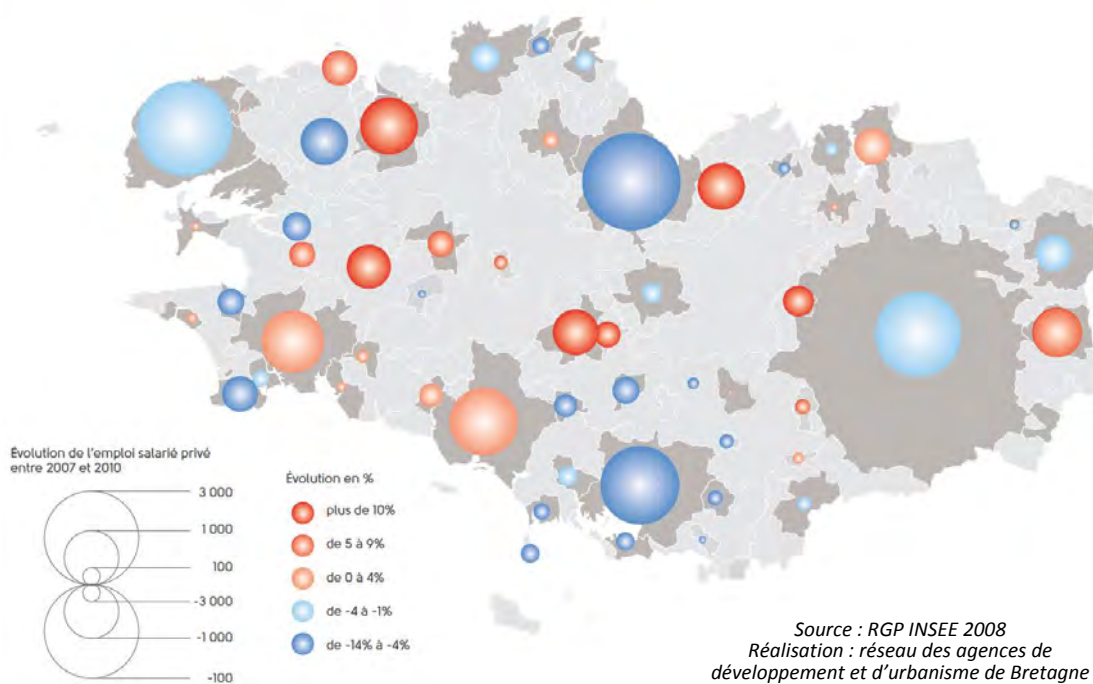 Évolution de l'emploi salarié privé
entre 2007 et 2010
3 000
1 000
100
-3 000
-1 000
-100
Évolution en %
plus de 10%
de 5 à 9%
de 0 à 4%
de -4 à -1%
de -14% à -4%
Source : RGP INSEE 2008
Réalisation : réseau des agences de
développement et d'urbanisme de Bretagne